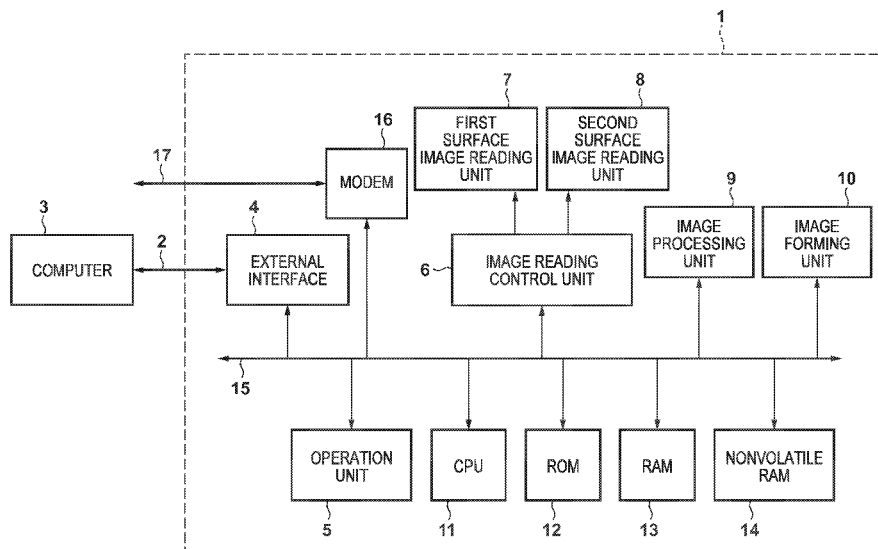 1
7
8
16
FIRST
SURFACE
IMAGE READING
UNIT
SECOND
SURFACE
IMAGE READING
UNIT
17
MODEM
9
10
3
4
2
COMPUTER
EXTERNAL
INTERFACE
6
IMAGE READING
CONTROL UNIT
IMAGE
PROCESSING
UNIT
IMAGE
FORMING
UNIT
15
OPERATION
UNIT
CPU
ROM
RAM
NONVOLATILE
RAM
5
11
12
13
14